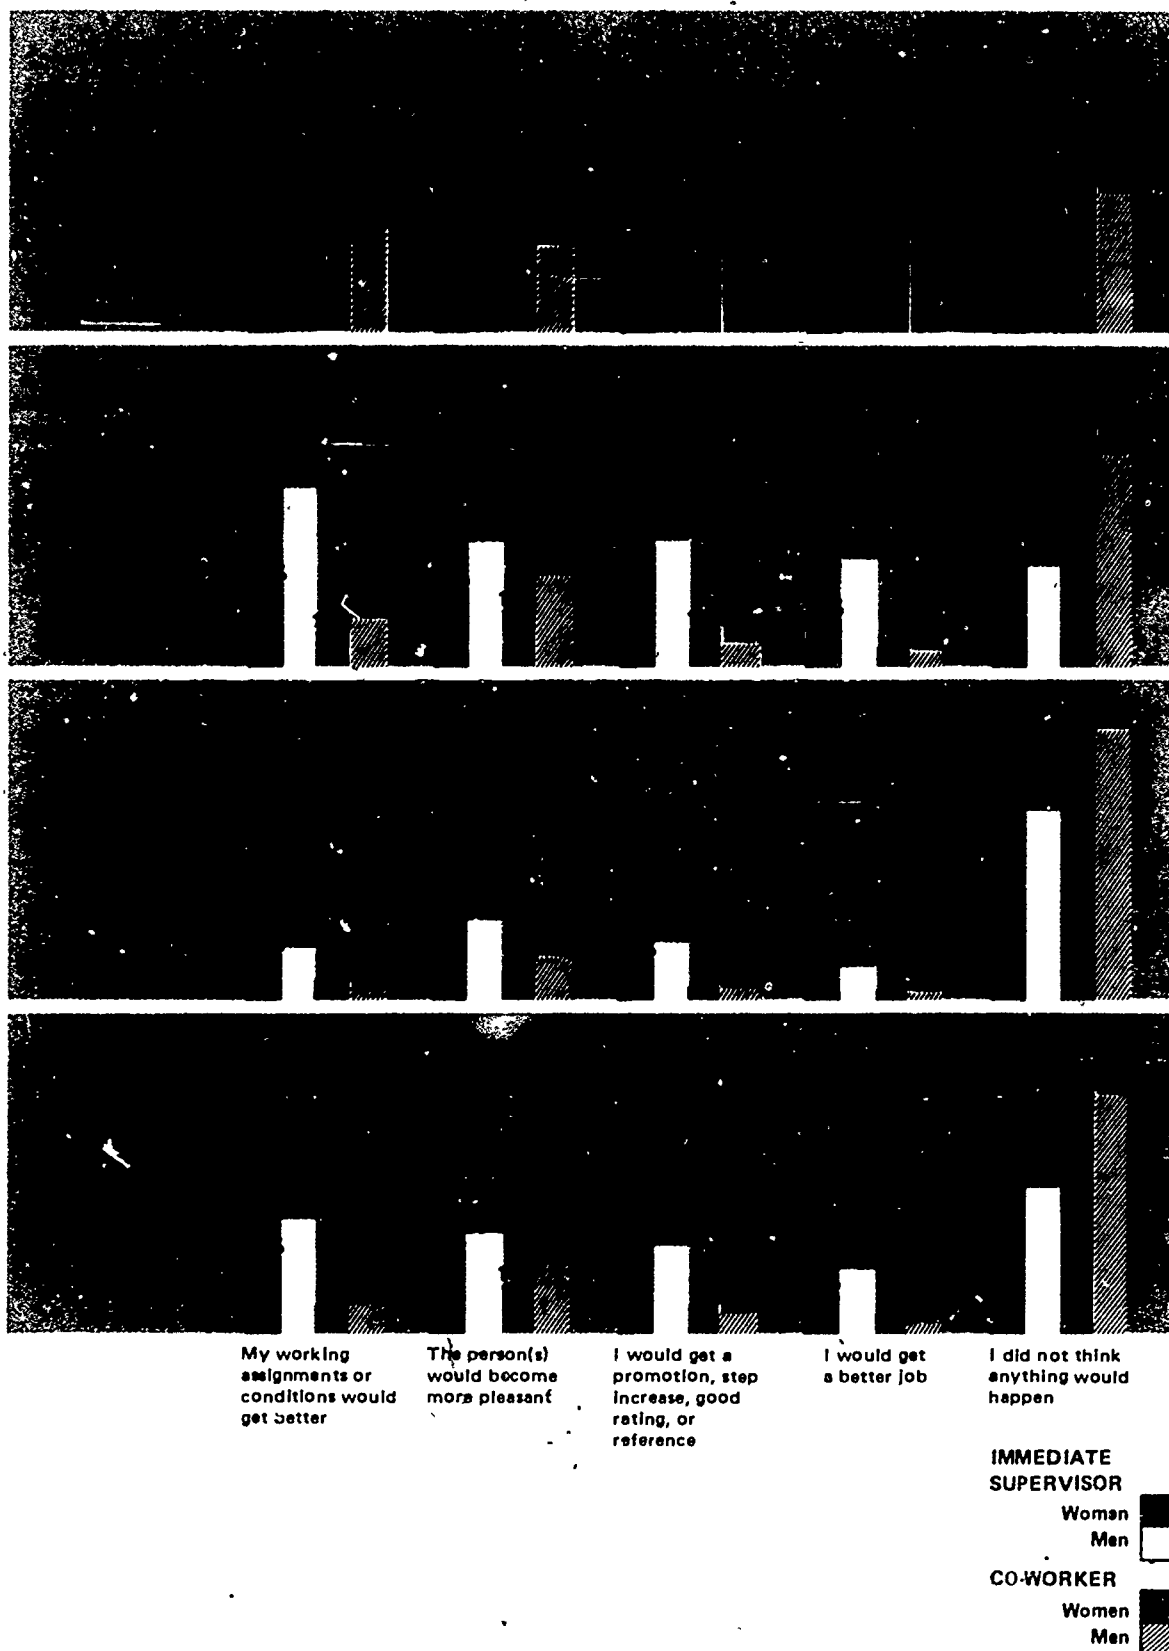 My working
assignments or
conditions would
get better
The person(s)
would become
more pleasant
I would get a
promotion, step
increase, good
rating, or
reference
I would get
a better job
I did not think
anything would
happen
IMMEDIATE
SUPERVISOR
Women
Men
CO-WORKER
Women
Men